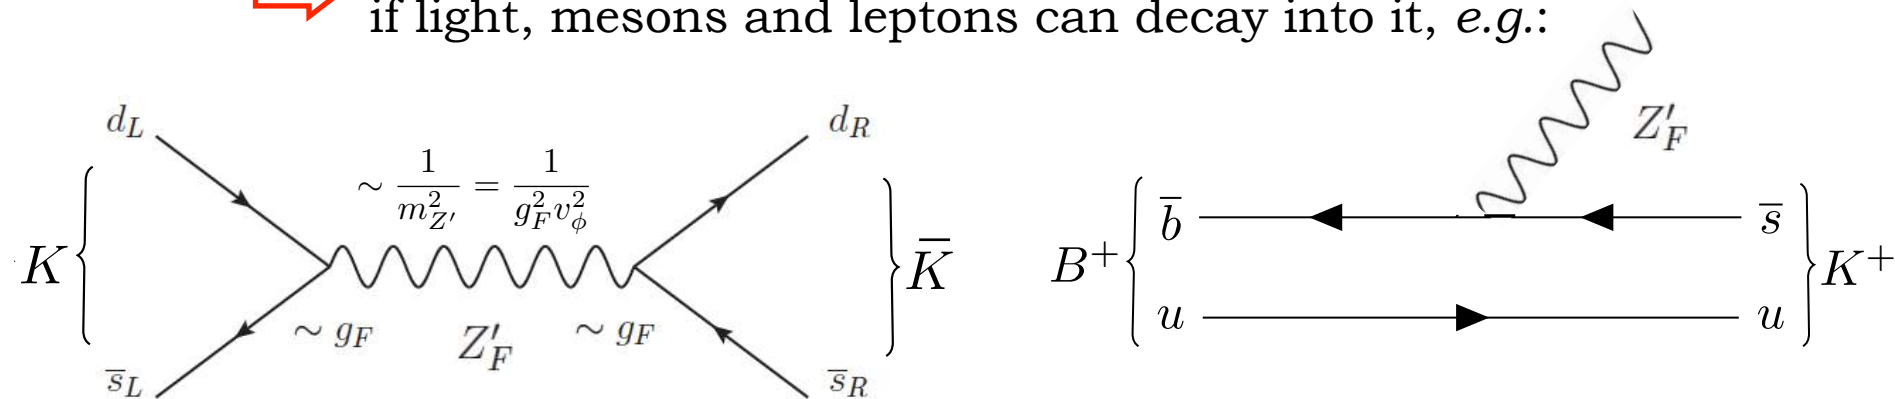 if light, mesons and leptons can decay into it, e.g.:
d_L
d_R
∼ 1/m²_{Z′} = 1/(g²_F v²_ϕ)
K
K̅
∼ g_F
Z′_F
∼ g_F
s̅_L
s̅_R
Z′_F
B⁺
b̅
s̅
K⁺
u
u